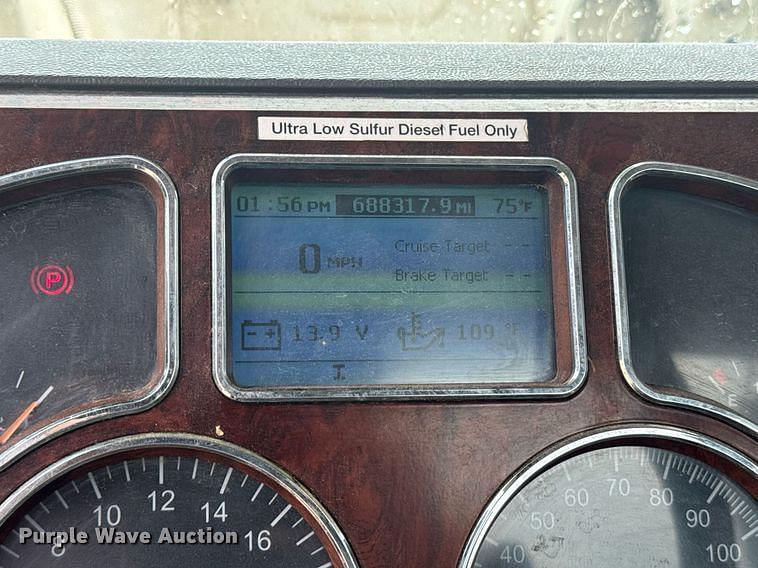 Ultra Low Sulfur Diesel Fuel Only
01:56 PM 688317.9 MI 75°F
0 MPH
Cruise Target --
Brake Target --
P
13.9 V 109 °F
I
E
8 10 12 14 16
40 50 60 70 80 90 100
Purple Wave Auction